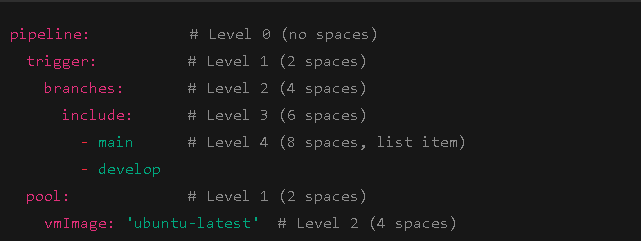 pipeline:           # Level 0 (no spaces)
  trigger:          # Level 1 (2 spaces)
    branches:       # Level 2 (4 spaces)
      include:      # Level 3 (6 spaces)
        - main      # Level 4 (8 spaces, list item)
        - develop
  pool:             # Level 1 (2 spaces)
    vmImage: 'ubuntu-latest'  # Level 2 (4 spaces)